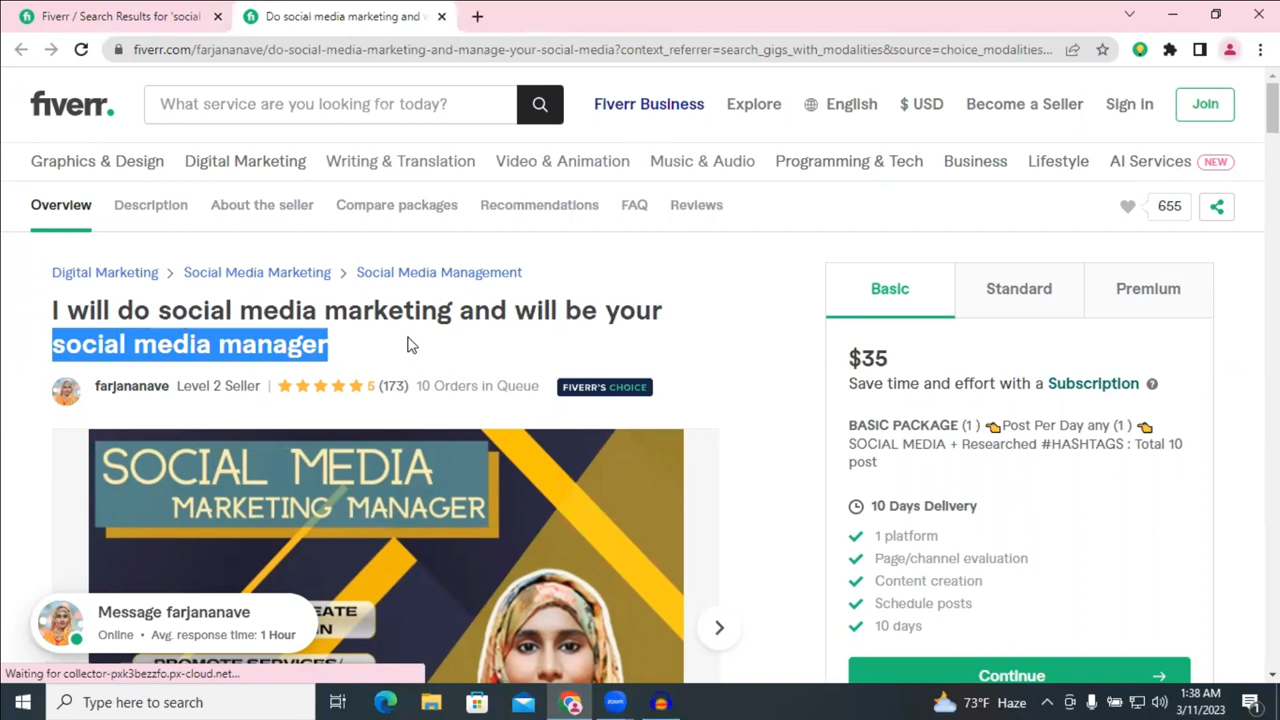 Fiverr / Search Results for 'social
Do social media marketing and
fiverr.com/farjananave/do-social-media-marketing-and-manage-your-social-media?context_referrer=search_gigs_with_modalities&source=choice_modalities...
fiverr.
What service are you looking for today?
Fiverr Business
Explore
English
$ USD
Become a Seller
Sign in
Join
Graphics & Design
Digital Marketing
Writing & Translation
Video & Animation
Music & Audio
Programming & Tech
Business
Lifestyle
AI Services NEW
Overview
Description
About the seller
Compare packages
Recommendations
FAQ
Reviews
655
Digital Marketing > Social Media Marketing > Social Media Management
I will do social media marketing and will be your
social media manager
farjananave Level 2 Seller | 5 (173) 10 Orders in Queue FIVERR'S CHOICE
SOCIAL MEDIA
MARKETING MANAGER
Message farjananave
Online • Avg. response time: 1 Hour
Basic
Standard
Premium
$35
Save time and effort with a Subscription ?
BASIC PACKAGE (1) 👈Post Per Day any (1) 👈
SOCIAL MEDIA + Researched #HASHTAGS : Total 10
post
10 Days Delivery
1 platform
Page/channel evaluation
Content creation
Schedule posts
10 days
Continue
Waiting for collector-pxk3bezzfo.px-cloud.net...
Type here to search
zoom
73°F Haze
1:38 AM
3/11/2023